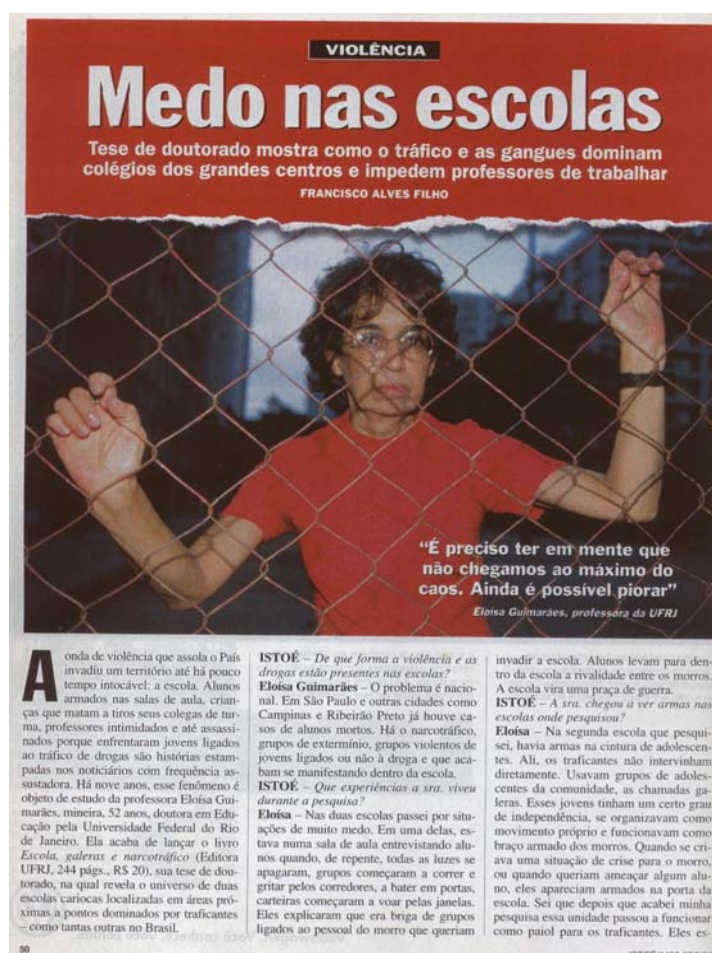 VIOLÊNCIA
Medo nas escolas
Tese de doutorado mostra como o tráfico e as gangues dominam
colégios dos grandes centros e impedem professores de trabalhar
FRANCISCO ALVES FILHO
“É preciso ter em mente que
não chegamos ao máximo do
caos. Ainda é possível piorar”
Eloísa Guimarães, professora da UFRJ
A onda de violência que assola o País
invadiu um território até há pouco
tempo intocável: a escola. Alunos
armados nas salas de aula, crian-
ças que matam a tiros seus colegas de tur-
ma, professores intimidados e até assassi-
nados porque enfrentaram jovens ligados
ao tráfico de drogas são histórias estam-
padas nos noticiários com frequência as-
sustadora. Há nove anos, esse fenômeno é
objeto de estudo da professora Eloísa Gui-
marães, mineira, 52 anos, doutora em Edu-
cação pela Universidade Federal do Rio
de Janeiro. Ela acaba de lançar o livro
Escola, galeras e narcotráfico (Editora
UFRJ, 244 págs., R$ 20), sua tese de dou-
torado, na qual revela o universo de duas
escolas cariocas localizadas em áreas pró-
ximas a pontos dominados por traficantes
– como tantas outras no Brasil.
ISTOÉ – De que forma a violência e as
drogas estão presentes nas escolas?
Eloísa Guimarães – O problema é nacio-
nal. Em São Paulo e outras cidades como
Campinas e Ribeirão Preto já houve ca-
sos de alunos mortos. Há o narcotráfico,
grupos de extermínio, grupos violentos de
jovens ligados ou não à droga e que aca-
bam se manifestando dentro da escola.
ISTOÉ – Que experiências a sra. viveu
durante a pesquisa?
Eloísa – Nas duas escolas passei por situ-
ações de muito medo. Em uma delas, es-
tava numa sala de aula entrevistando alu-
nos quando, de repente, todas as luzes se
apagaram, grupos começaram a correr e
gritar pelos corredores, a bater em portas,
carteiras começaram a voar pelas janelas.
Eles explicaram que era briga de grupos
ligados ao pessoal do morro que queriam
invadir a escola. Alunos levam para den-
tro da escola a rivalidade entre os morros.
A escola vira uma praça de guerra.
ISTOÉ – A sra. chegou a ver armas nas
escolas onde pesquisou?
Eloísa – Na segunda escola que pesqui-
sei, havia armas na cintura de adolescen-
tes. Ali, os traficantes não intervinham
diretamente. Usavam grupos de adoles-
centes da comunidade, as chamadas ga-
leras. Esses jovens tinham um certo grau
de independência, se organizavam como
movimento próprio e funcionavam como
braço armado dos morros. Quando se cri-
ava uma situação de crise para o morro,
ou quando queriam ameaçar algum alu-
no, eles apareciam armados na porta da
escola. Sei que depois que acabei minha
pesquisa essa unidade passou a funcionar
como paiol para os traficantes. Eles es-
50